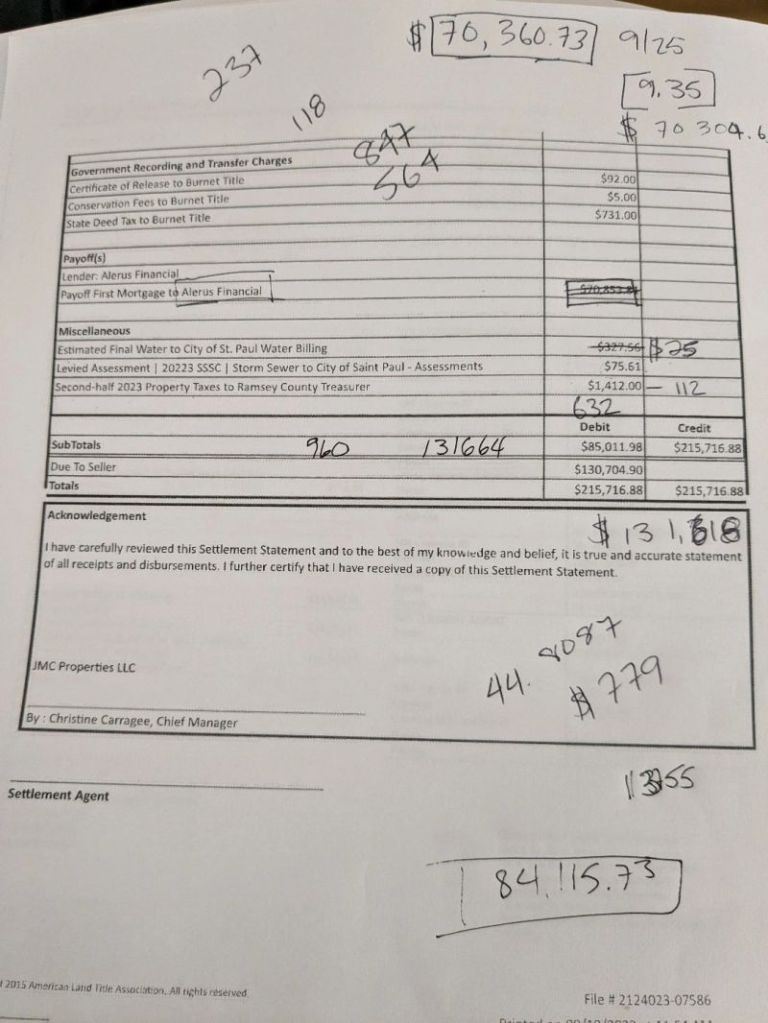 $ 70,360.73 9/25
237
9.35
118
$ 70 304.6
847
564
Government Recording and Transfer Charges
Certificate of Release to Burnet Title $92.00
Conservation Fees to Burnet Title $5.00
State Deed Tax to Burnet Title $731.00
Payoff(s)
Lender: Alerus Financial
Payoff First Mortgage to Alerus Financial
Miscellaneous
Estimated Final Water to City of St. Paul Water Billing $327.56 $25
Levied Assessment | 20223 SSSC | Storm Sewer to City of Saint Paul - Assessments $75.61
Second-half 2023 Property Taxes to Ramsey County Treasurer $1,412.00 — 112
632
Debit Credit
SubTotals 960 131664 $85,011.98 $215,716.88
Due To Seller $130,704.90
Totals $215,716.88 $215,716.88
Acknowledgement
$ 131,618
I have carefully reviewed this Settlement Statement and to the best of my knowledge and belief, it is true and accurate statement
of all receipts and disbursements. I further certify that I have received a copy of this Settlement Statement.
44. 8087
JMC Properties LLC
$779
By : Christine Carragee, Chief Manager
Settlement Agent
84,115.73
2015 American Land Title Association. All rights reserved
File # 2124023-07586